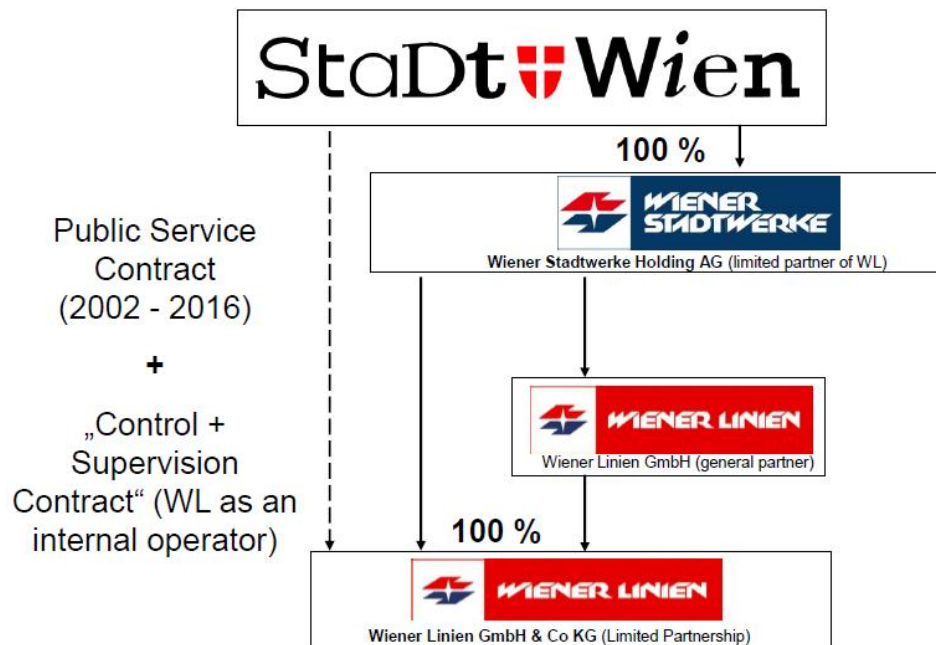 StaDt Wien
100 %
WIENER
STADTWERKE
Wiener Stadtwerke Holding AG (limited partner of WL)
Public Service
Contract
(2002 - 2016)
+
„Control +
Supervision
Contract“ (WL as an
internal operator)
WIENER LINIEN
Wiener Linien GmbH (general partner)
100 %
WIENER LINIEN
Wiener Linien GmbH & Co KG (Limited Partnership)